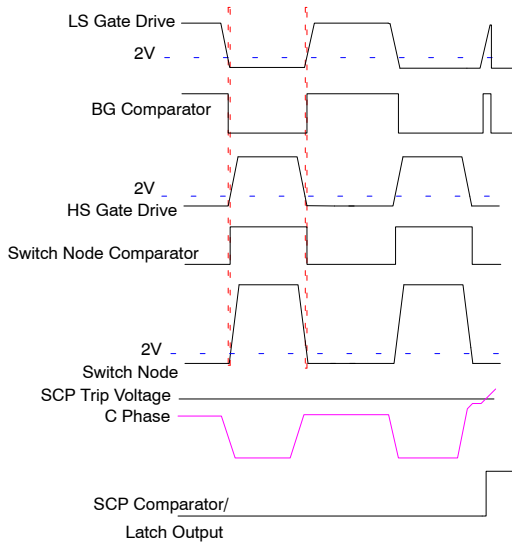 LS Gate Drive
2V
BG Comparator
2V
HS Gate Drive
Switch Node Comparator
2V
Switch Node
SCP Trip Voltage
C Phase
SCP Comparator/
Latch Output